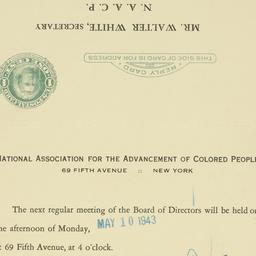 MR. WALTER WHITE, SECRETARY
N. A. A. C. P.
THIS SIDE OF CARD IS FOR ADDRESS
REPLY CARD
NATIONAL ASSOCIATION FOR THE ADVANCEMENT OF COLORED PEOPL
69 FIFTH AVENUE :: NEW YORK
The next regular meeting of the Board of Directors will be held on
the afternoon of Monday, MAY 10 1943
at 69 Fifth Avenue, at 4 o'clock.